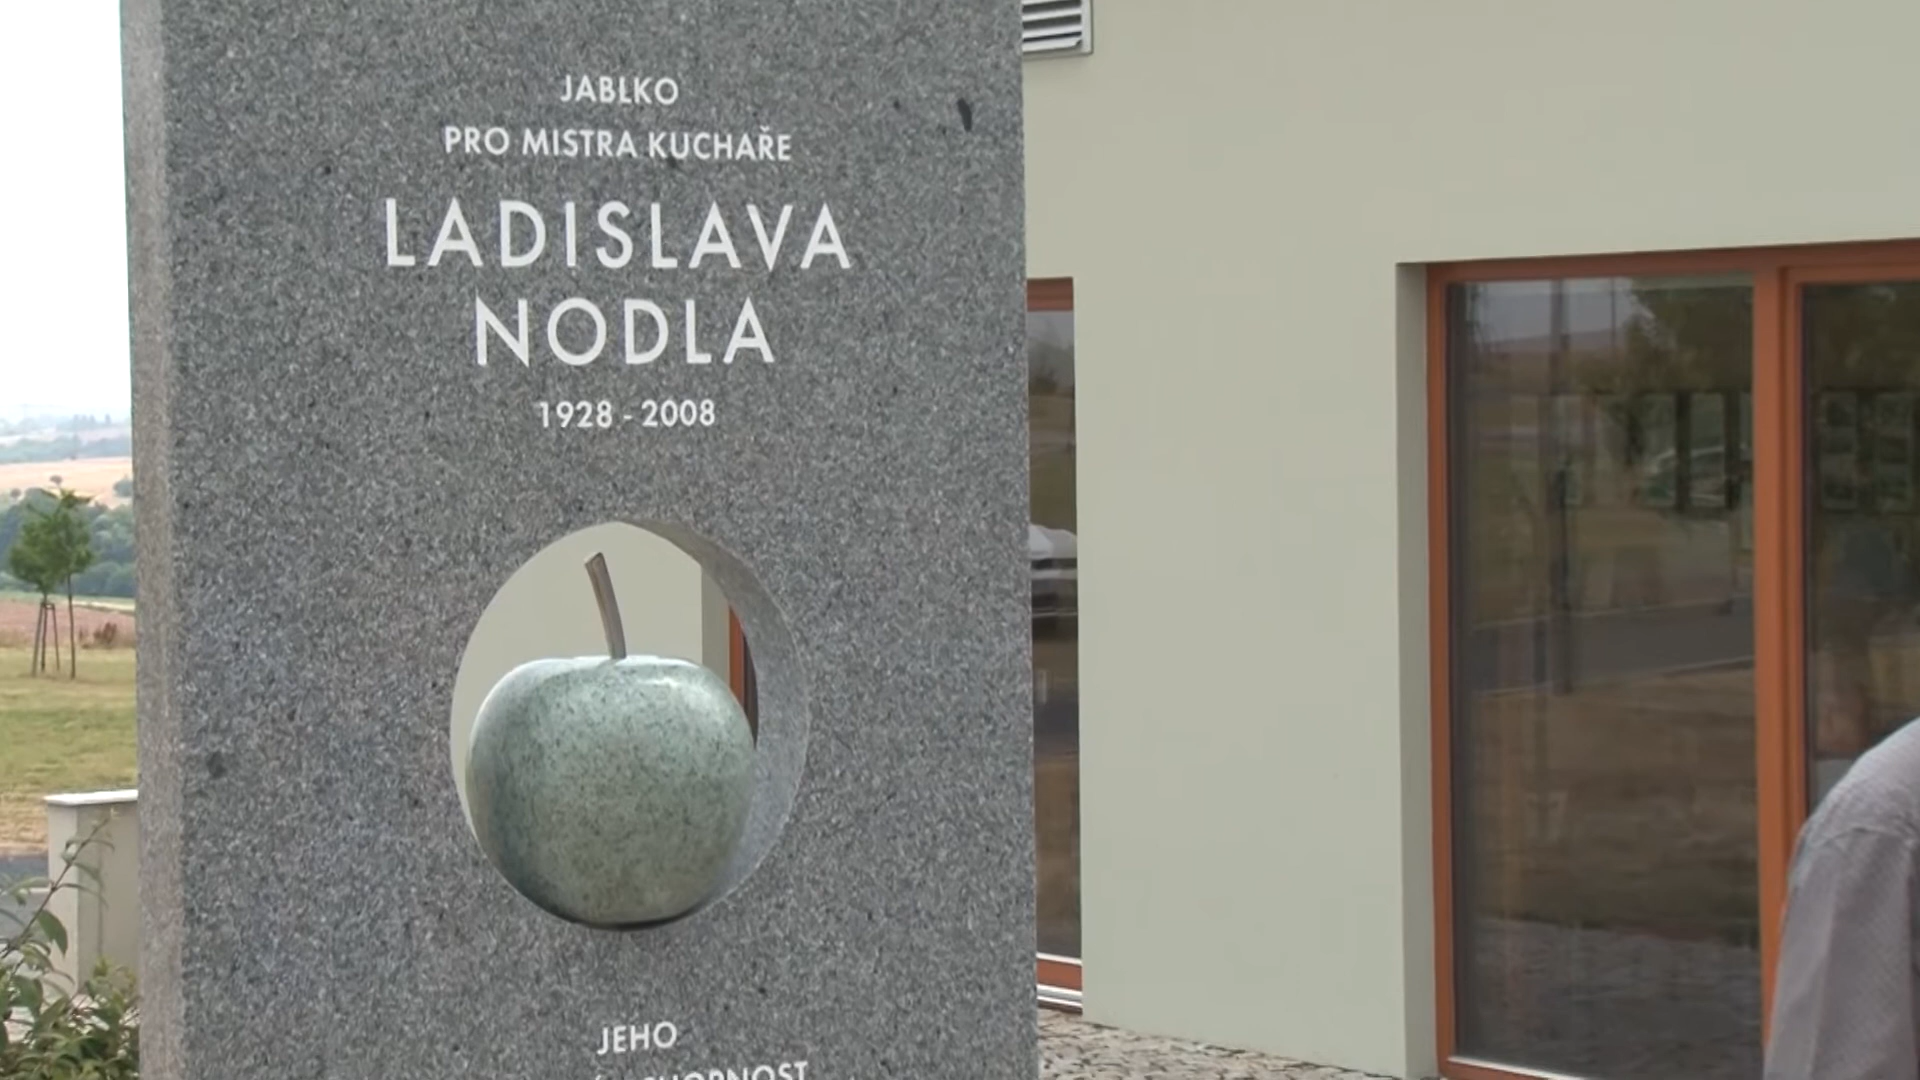 JABLKO
PRO MISTRA KUCHAŘE
LADISLAVA
NODLA
1928 - 2008
JEHO